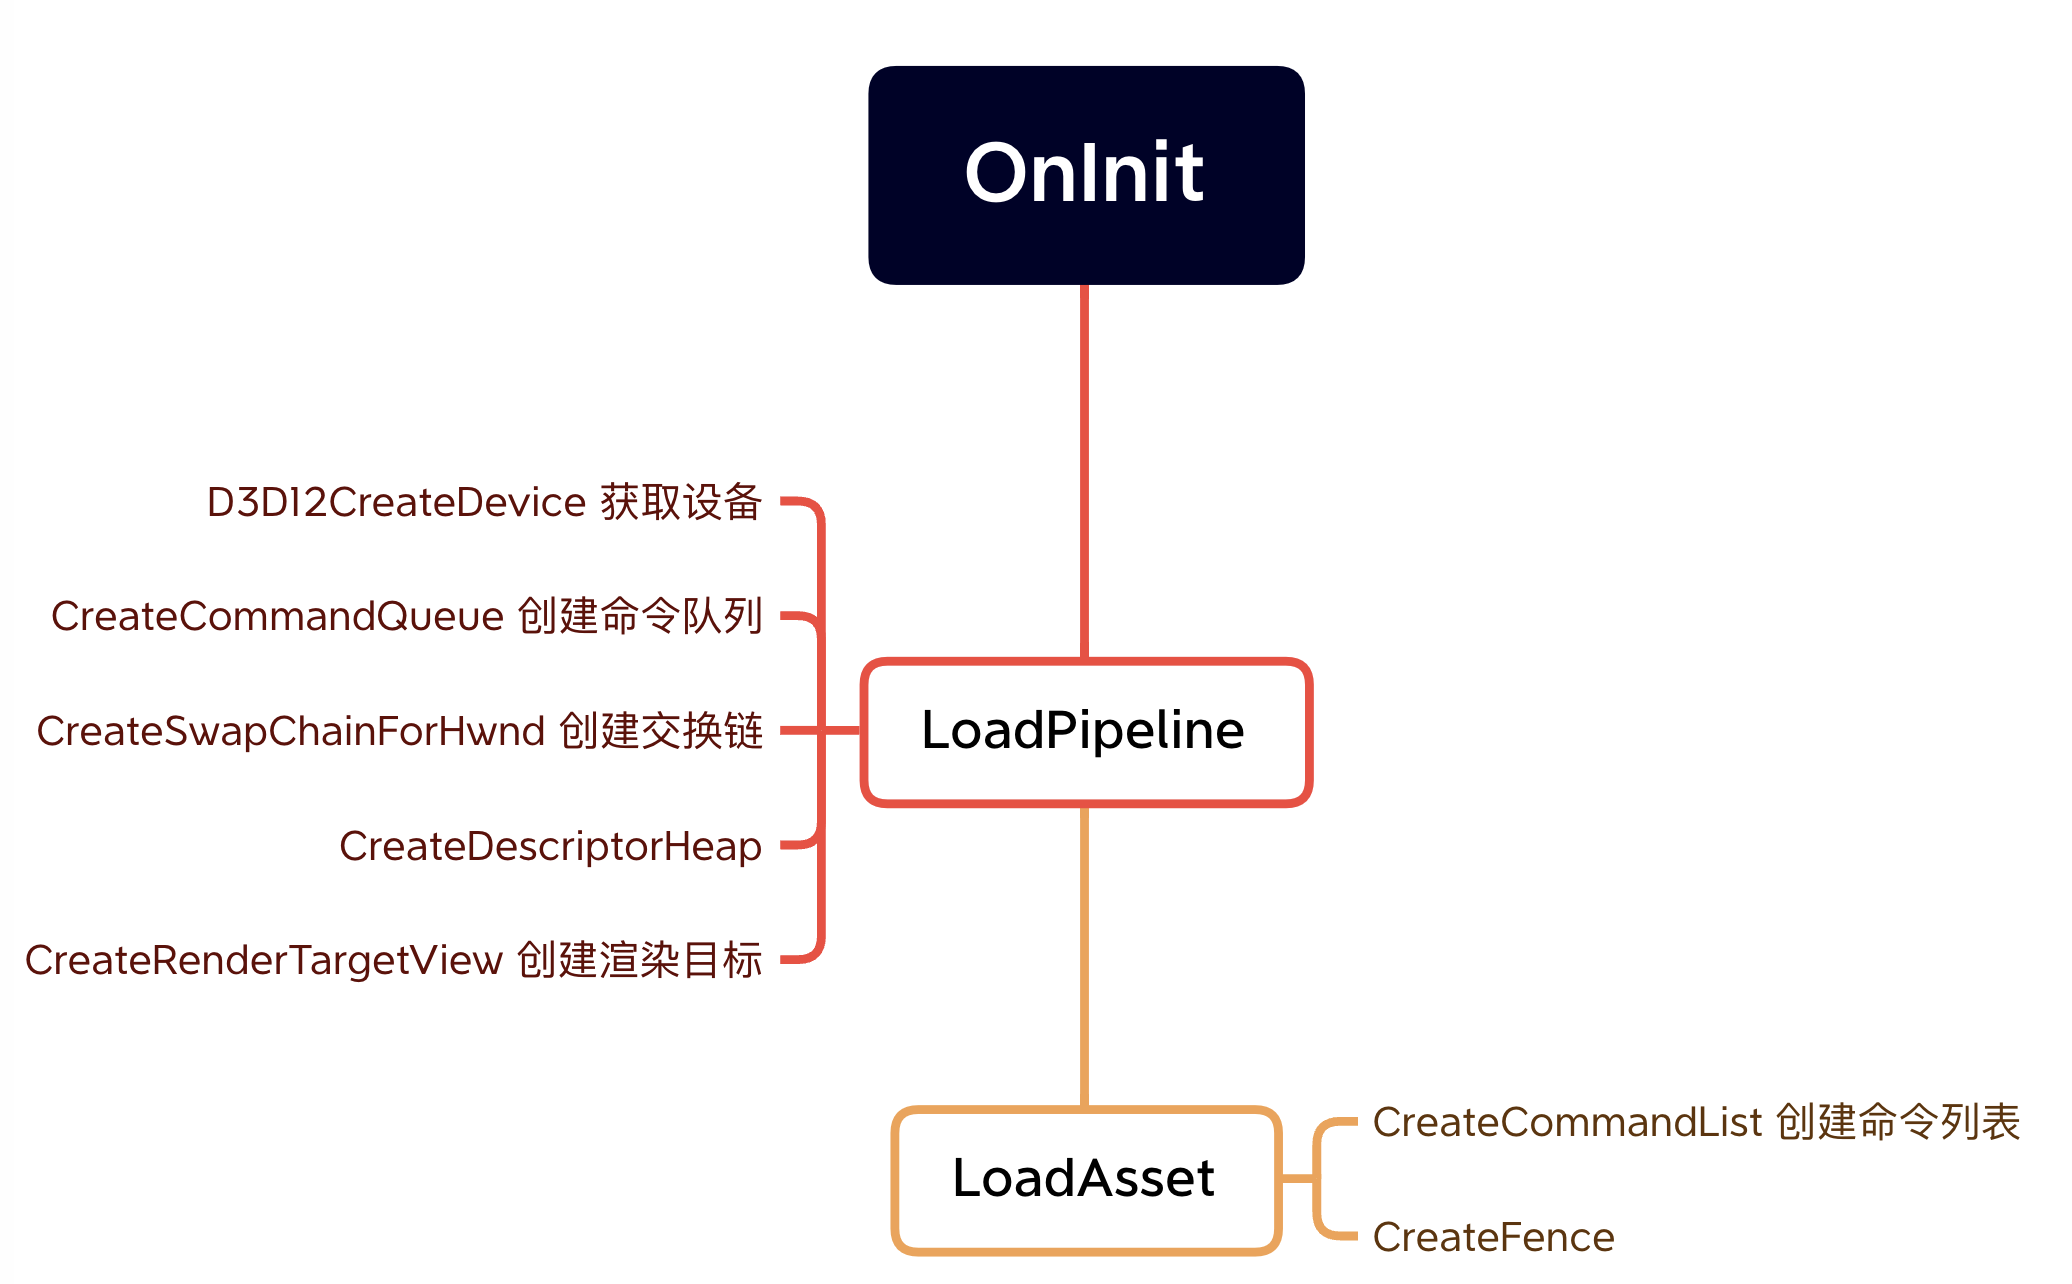 OnInit
D3D12CreateDevice 获取设备
CreateCommandQueue 创建命令队列
CreateSwapChainForHwnd 创建交换链
CreateDescriptorHeap
CreateRenderTargetView 创建渲染目标
LoadPipeline
LoadAsset
CreateCommandList 创建命令列表
CreateFence